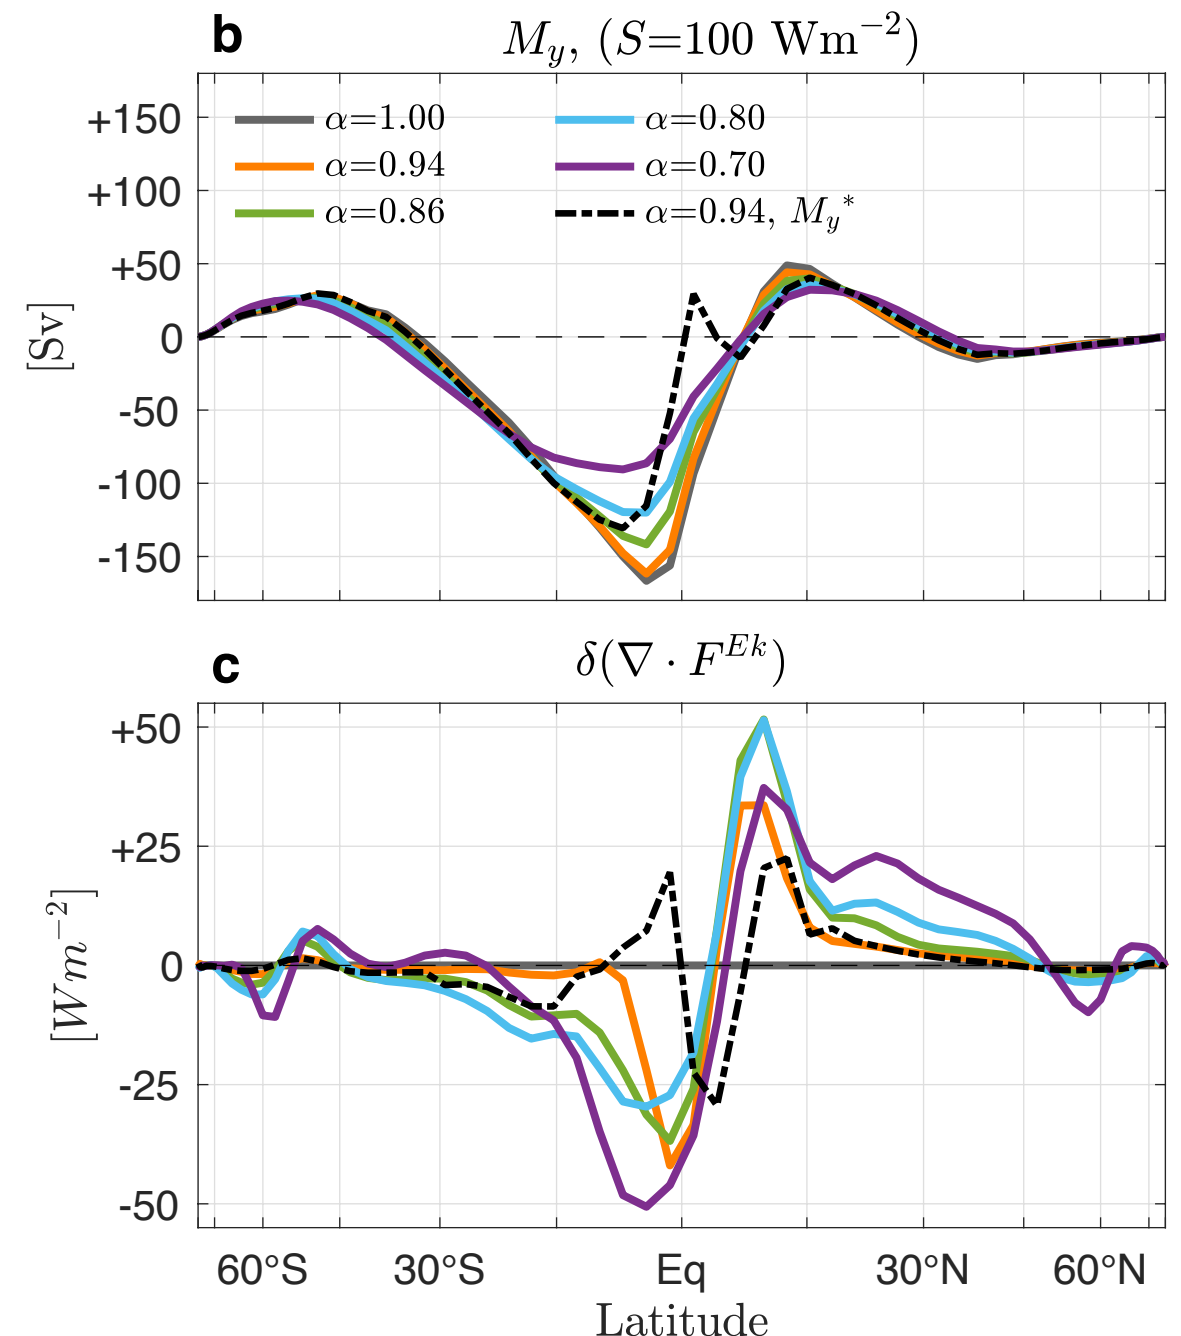 b
M_y, (S=100 Wm⁻²)
+150
+100
+50
0
-50
-100
-150
[Sv]
α=1.00
α=0.94
α=0.86
α=0.80
α=0.70
α=0.94, M_y*
c
δ(∇ · F^{Ek})
+50
+25
0
-25
-50
[Wm⁻²]
60°S
30°S
Eq
30°N
60°N
Latitude